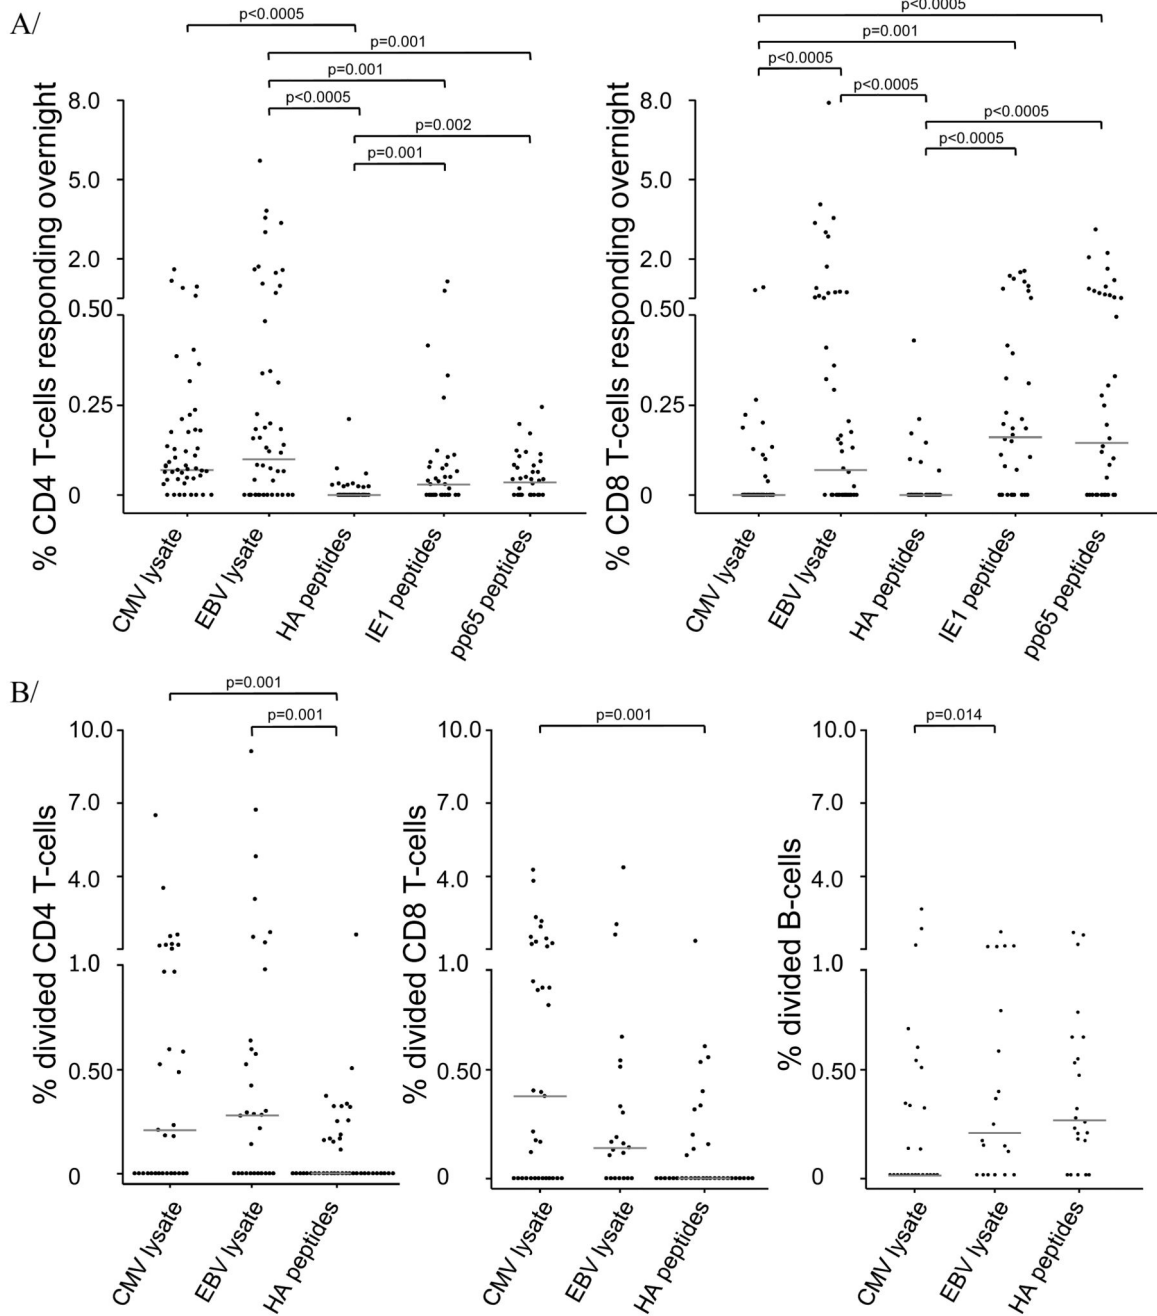 A/
p<0.0005
p=0.001
p=0.001
p<0.0005
p=0.002
p=0.001
% CD4 T-cells responding overnight
8.0
5.0
2.0
0.50
0.25
0
CMV lysate
EBV lysate
HA peptides
IE1 peptides
pp65 peptides
p<0.0005
p=0.001
p<0.0005
p<0.0005
p<0.0005
p<0.0005
% CD8 T-cells responding overnight
8.0
5.0
2.0
0.50
0.25
0
CMV lysate
EBV lysate
HA peptides
IE1 peptides
pp65 peptides
B/
p=0.001
p=0.001
% divided CD4 T-cells
10.0
7.0
4.0
1.0
0.50
0
CMV lysate
EBV lysate
HA peptides
p=0.001
% divided CD8 T-cells
10.0
7.0
4.0
1.0
0.50
0
CMV lysate
EBV lysate
HA peptides
p=0.014
% divided B-cells
10.0
7.0
4.0
1.0
0.50
0
CMV lysate
EBV lysate
HA peptides